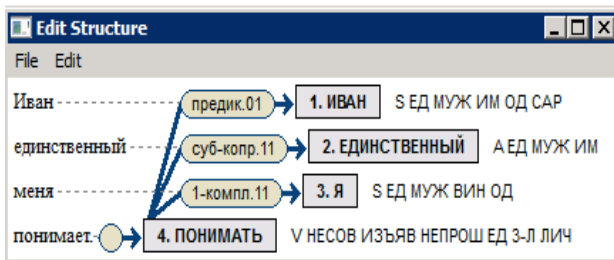 Edit Structure
File Edit
Иван предик.01 1. ИВАН S ЕД МУЖ ИМ ОД САР
единственный суб-копр.11 2. ЕДИНСТВЕННЫЙ A ЕД МУЖ ИМ
меня 1-компл.11 3. Я S ЕД МУЖ ВИН ОД
понимает. 4. ПОНИМАТЬ V НЕСОВ ИЗЪЯВ НЕПРОШ ЕД 3-Л ЛИЧ